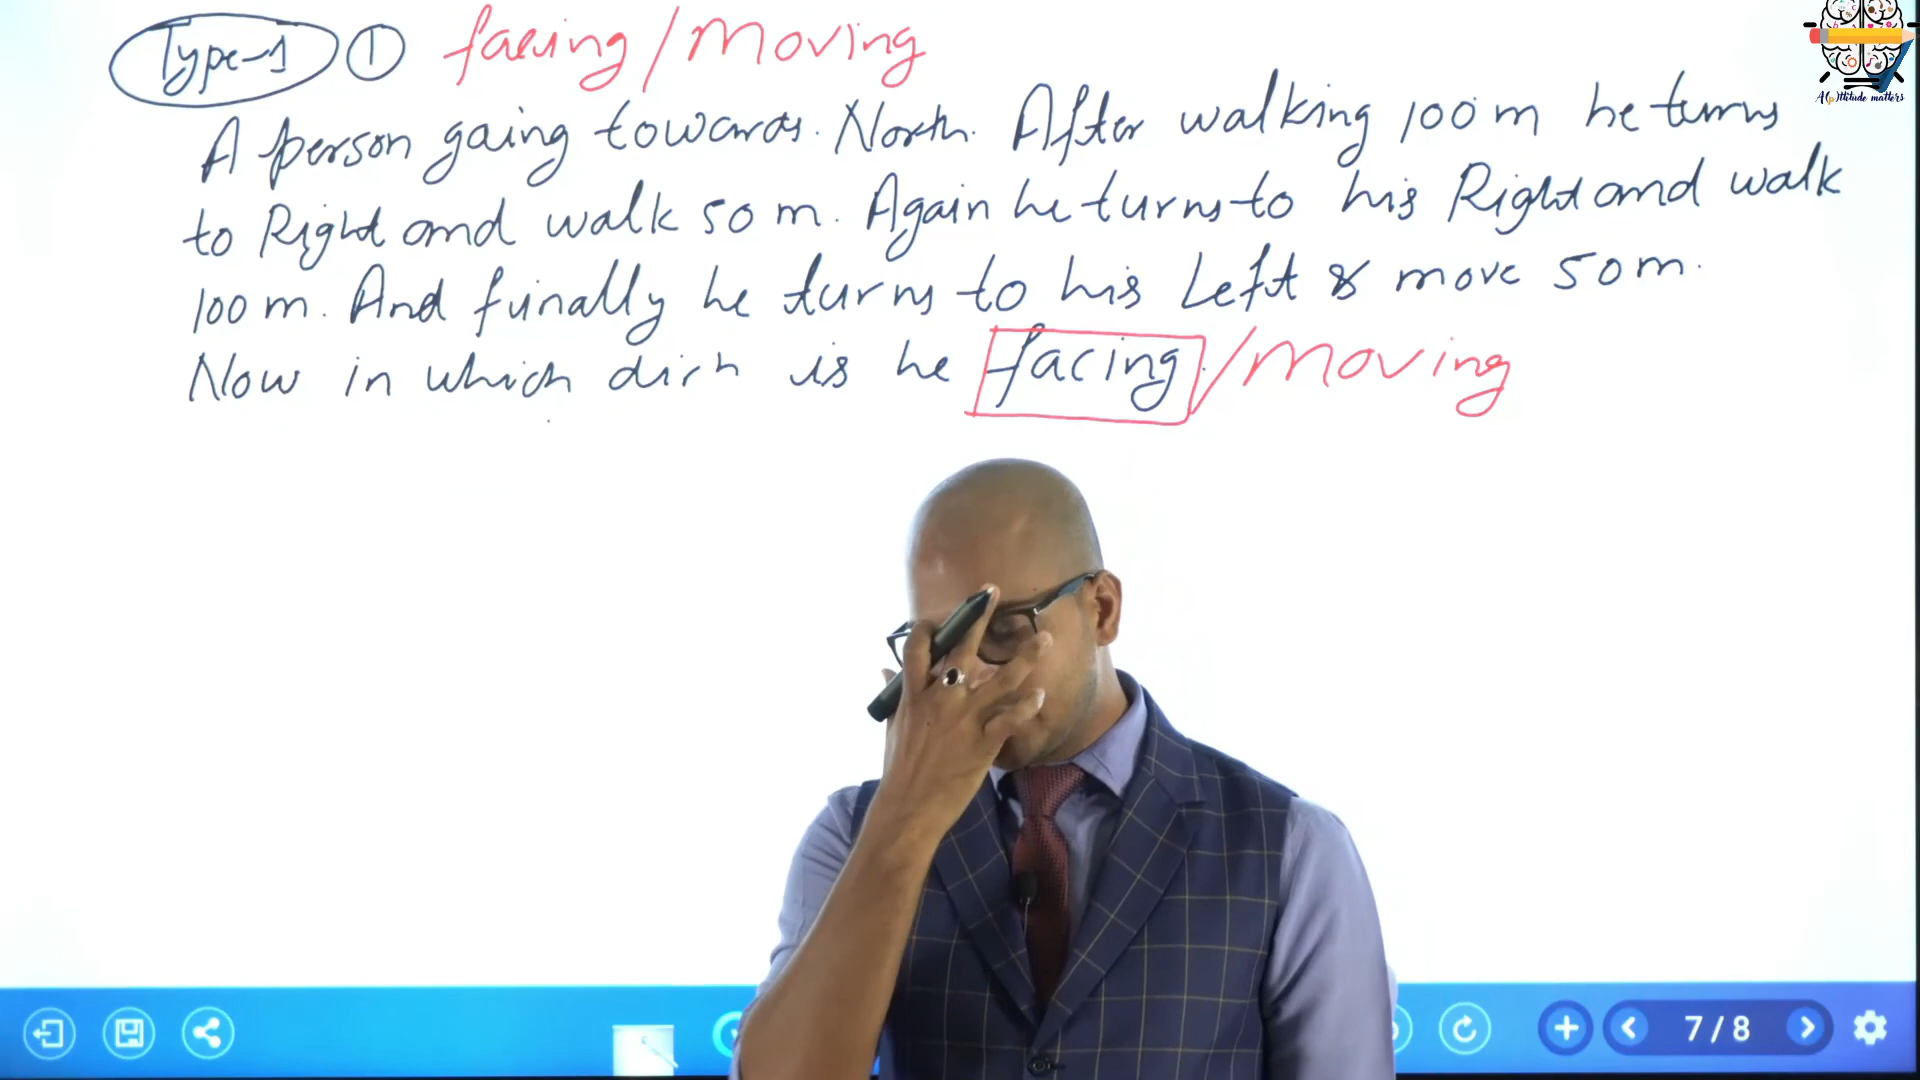 Type-1 ① facing/Moving
A person going towards. North. After walking 100 m he turns
to Right and walk 50 m. Again he turns to his Right and walk
100 m. And finally he turns to his Left & move 50 m.
Now in which dirn is he facing./Moving
A(p)ttitude matters
7/8